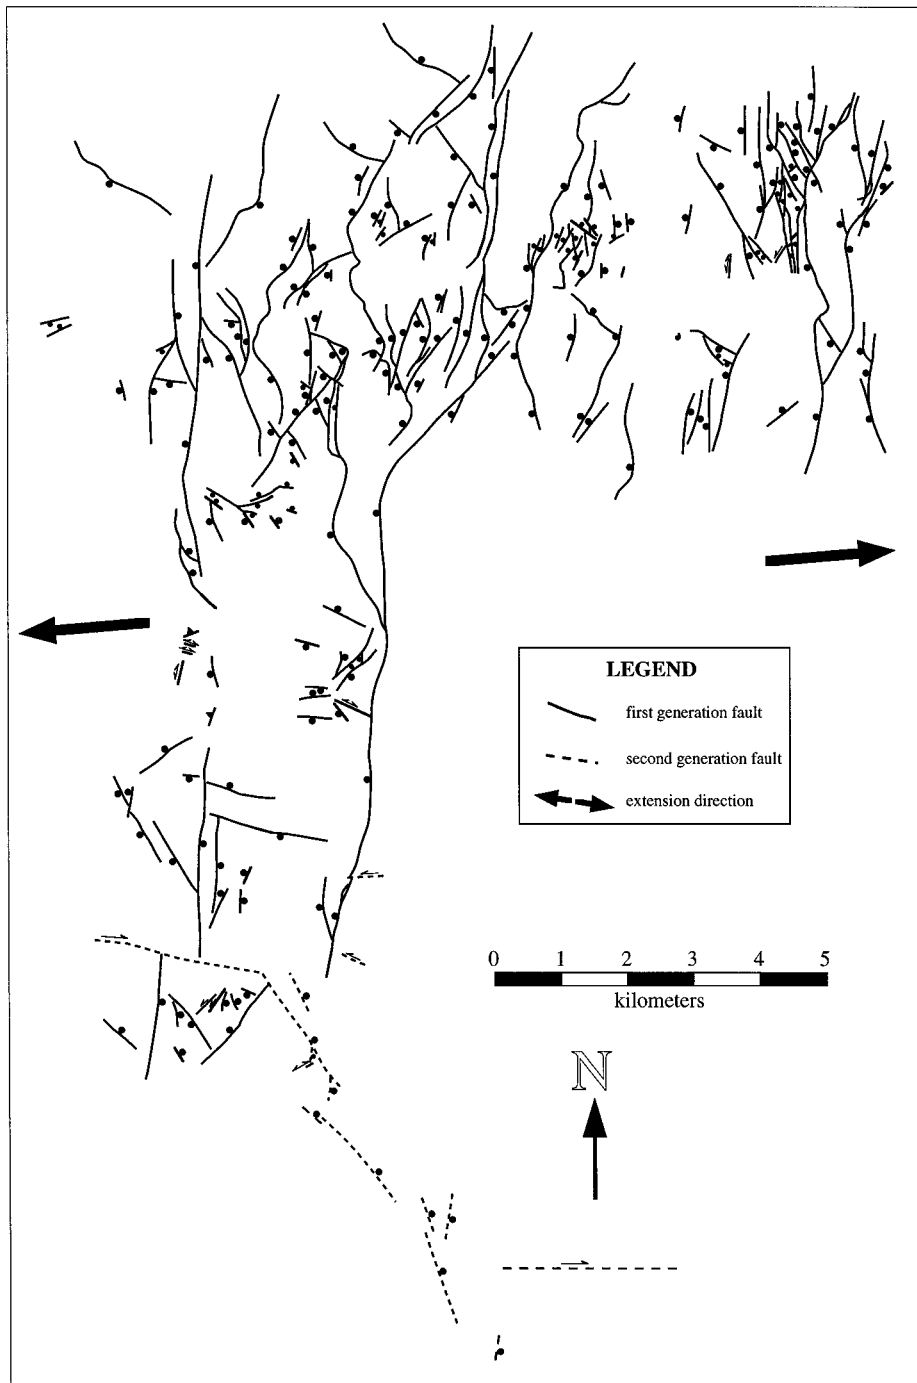 LEGEND
first generation fault
second generation fault
extension direction
0 1 2 3 4 5
kilometers
N